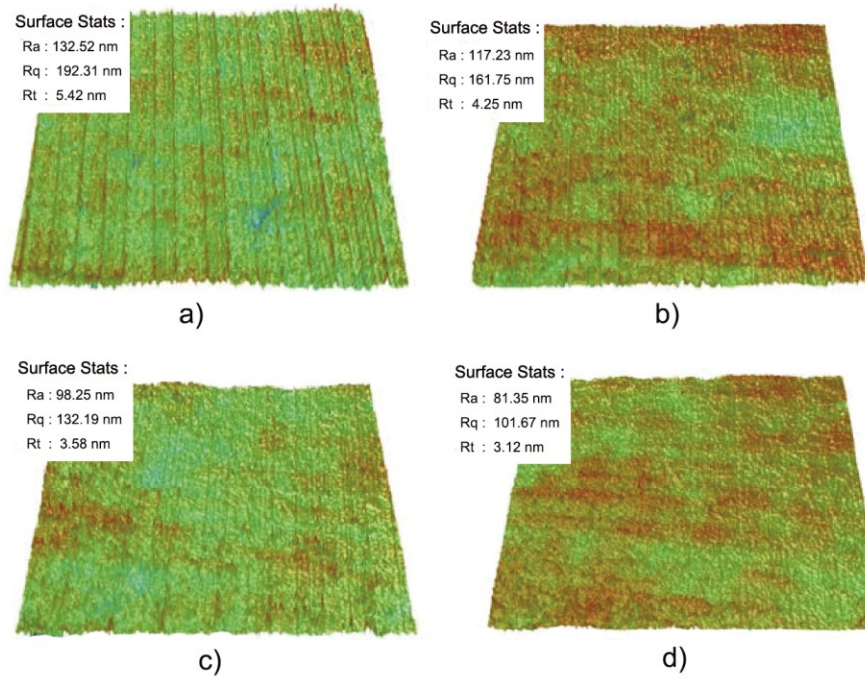 Surface Stats :
Ra : 132.52 nm
Rq : 192.31 nm
Rt : 5.42 nm
a)
Surface Stats :
Ra : 117.23 nm
Rq : 161.75 nm
Rt : 4.25 nm
b)
Surface Stats :
Ra : 98.25 nm
Rq : 132.19 nm
Rt : 3.58 nm
c)
Surface Stats :
Ra : 81.35 nm
Rq : 101.67 nm
Rt : 3.12 nm
d)